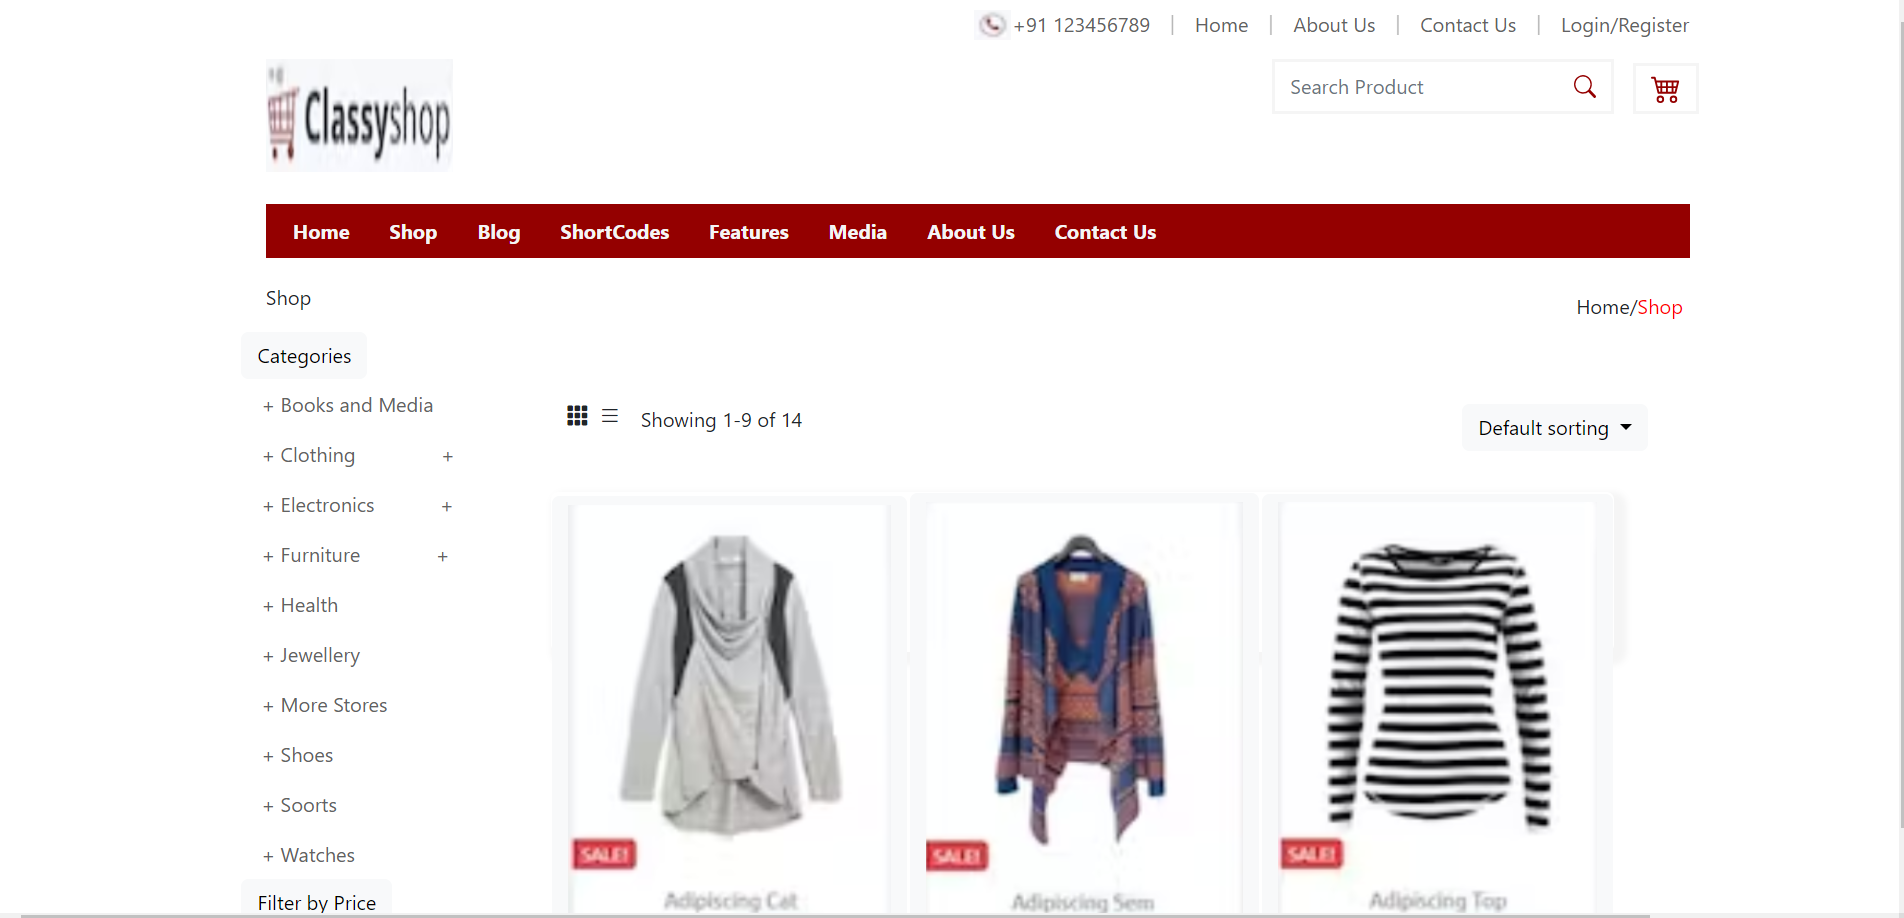 +91 123456789 | Home | About Us | Contact Us | Login/Register
Classyshop
Search Product
Home Shop Blog ShortCodes Features Media About Us Contact Us
Shop
Home/Shop
Categories
+ Books and Media
+ Clothing +
+ Electronics +
+ Furniture +
+ Health
+ Jewellery
+ More Stores
+ Shoes
+ Soorts
+ Watches
Filter by Price
Showing 1-9 of 14
Default sorting
SALE! SALE! SALE!
Adipiscing Cat Adipiscing Sem Adipiscing Top